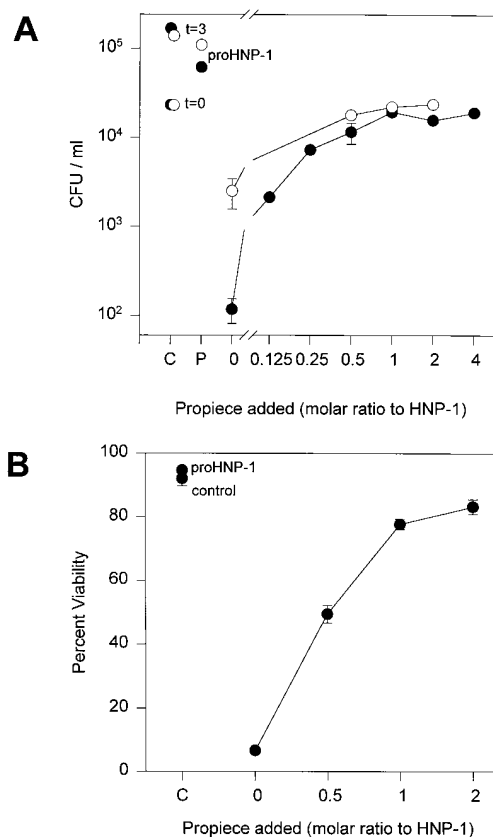 A
10⁵
10⁴
10³
10²
CFU / ml
t=3
proHNP-1
t=0
C P 0 0.125 0.25 0.5 1 2 4
Propiece added (molar ratio to HNP-1)
B
100
80
60
40
20
0
Percent Viability
proHNP-1
control
C 0 0.5 1 2
Propiece added (molar ratio to HNP-1)